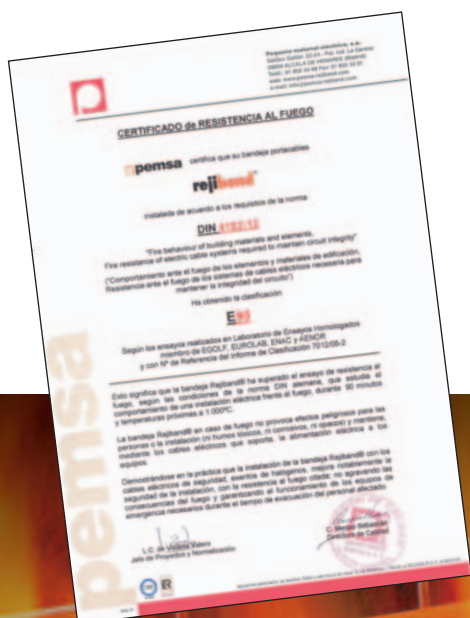 Pequeño material eléctrico, s.a.
CERTIFICADO de RESISTENCIA AL FUEGO
pemsa certifica que su bandeja portacables
rejiband
instalada de acuerdo a los requisitos de la norma:
DIN 4102/12
"Fire behaviour of building materials and elements.
Fire resistance of electric cable systems required to maintain circuit integrity"
("Comportamiento ante el fuego de los elementos y materiales de edificación,
Resistencia ante el fuego de los sistemas de cables eléctricos necesaria para
mantener la integridad del circuito")
Ha obtenido la clasificación
E90
Según los ensayos realizados en Laboratorio de Ensayos Homologados
miembro de EGOLF, EUROLAB, ENAC y AENOR
y con Nº de Referencia del Informe de Clasificación 7012/05-2
Esto significa que la bandeja Rejiband® ha superado el ensayo de resistencia al
fuego, según las condiciones de la norma DIN alemana, que estudia el
comportamiento de una instalación eléctrica frente al fuego, durante 90 minutos
y temperaturas próximas a 1.000ºC.
La bandeja Rejiband® en caso de fuego no provoca efectos peligrosos para las
personas o la instalación (ni humos tóxicos, ni corrosivos, ni opacos) y mantiene,
mediante los cables eléctricos que soporta, la alimentación eléctrica a los
equipos.
Demostrándose en la práctica que la instalación de la bandeja Rejiband® con los
cables eléctricos de seguridad, exentos de halógenos, mejora notablemente la
seguridad de la instalación, con la resistencia al fuego citada; no agravando las
consecuencias del fuego y garantizando el funcionamiento de los equipos de
emergencia necesarios durante el tiempo de evacuación del personal afectado.
L.C. de
Jefe de Proyectos y Normalización
C.
Directora de Calidad
pemsa